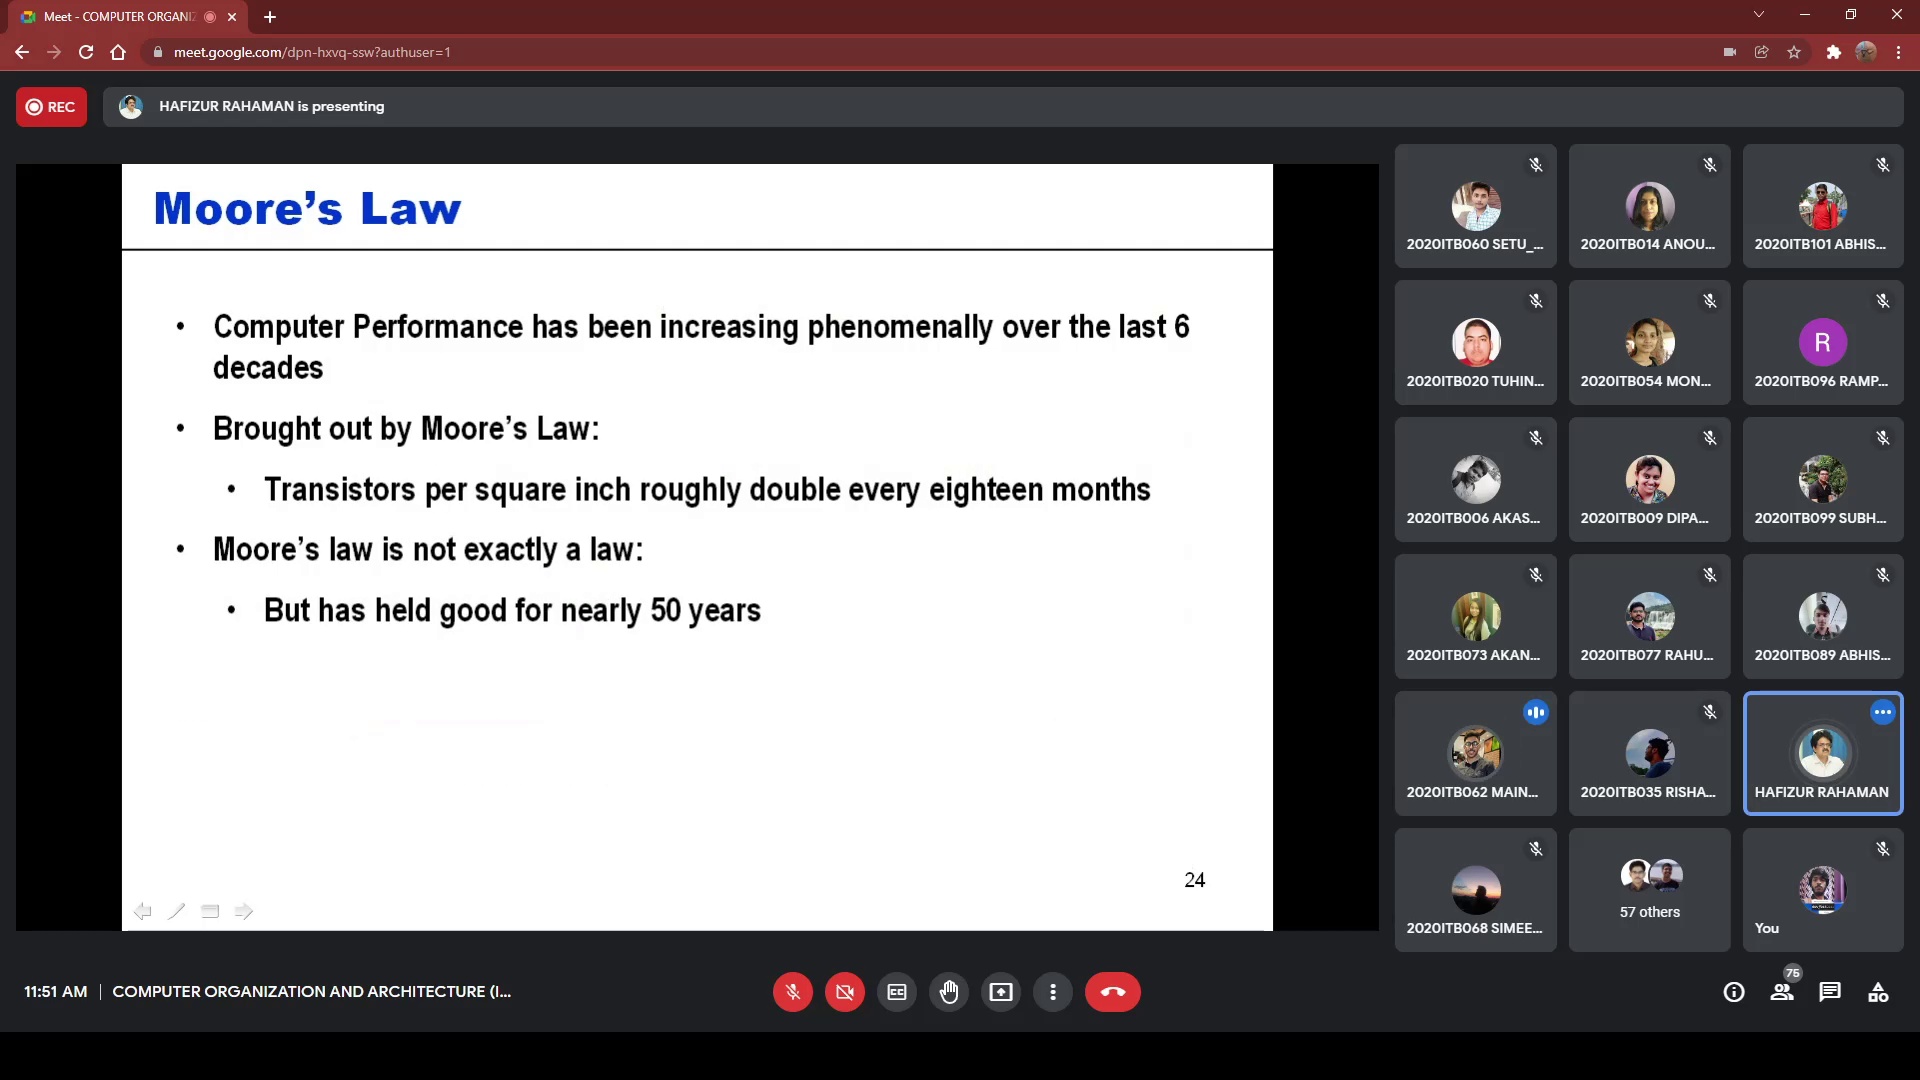 Meet - COMPUTER ORGANIZ
meet.google.com/dpn-hxvq-ssw?authuser=1
REC
HAFIZUR RAHAMAN is presenting
Moore's Law
• Computer Performance has been increasing phenomenally over the last 6
decades
• Brought out by Moore's Law:
• Transistors per square inch roughly double every eighteen months
• Moore's law is not exactly a law:
• But has held good for nearly 50 years
24
2020ITB060 SETU_...
2020ITB014 ANOU...
2020ITB101 ABHIS...
2020ITB020 TUHIN...
2020ITB054 MON...
R
2020ITB096 RAMP...
2020ITB006 AKAS...
2020ITB009 DIPA...
2020ITB099 SUBH...
2020ITB073 AKAN...
2020ITB077 RAHU...
2020ITB089 ABHIS...
2020ITB062 MAIN...
2020ITB035 RISHA...
HAFIZUR RAHAMAN
2020ITB068 SIMEE...
57 others
You
11:51 AM | COMPUTER ORGANIZATION AND ARCHITECTURE (I...
75